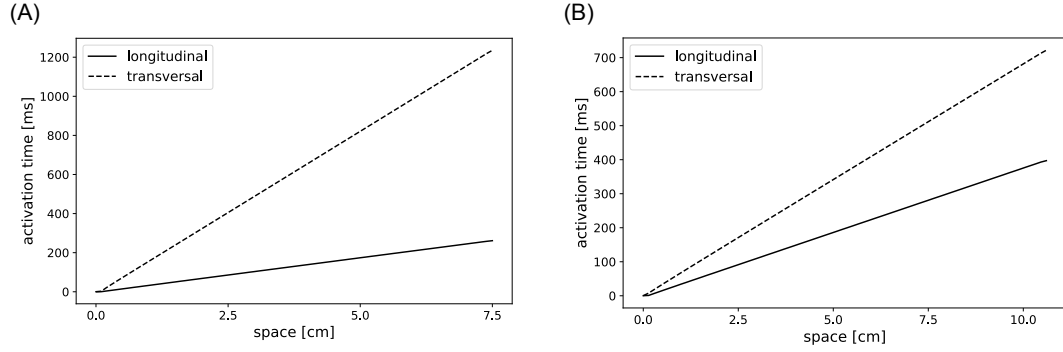 (A)
longitudinal
transversal
1200
1000
800
600
400
200
0
activation time [ms]
0.0 2.5 5.0 7.5
space [cm]
(B)
longitudinal
transversal
700
600
500
400
300
200
100
0
activation time [ms]
0.0 2.5 5.0 7.5 10.0
space [cm]